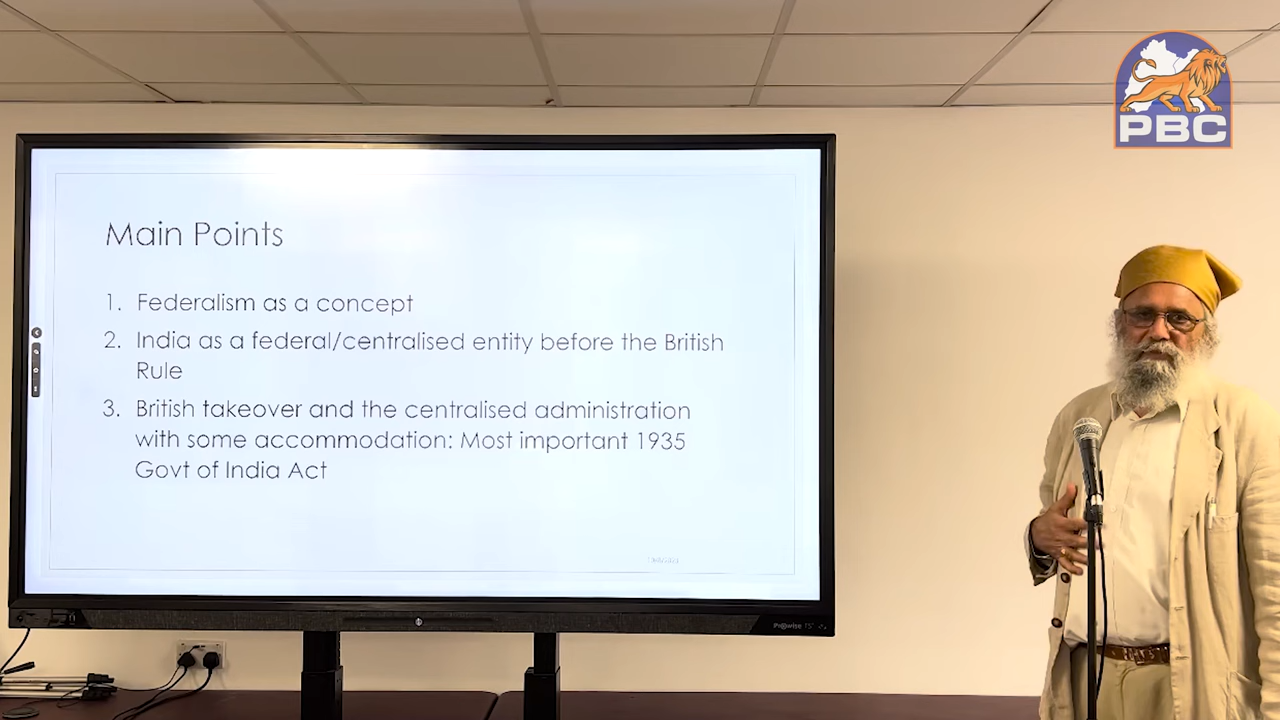 PBC
Main Points
1. Federalism as a concept
2. India as a federal/centralised entity before the British
Rule
3. British takeover and the centralised administration
with some accommodation: Most important 1935
Govt of India Act
Prowise